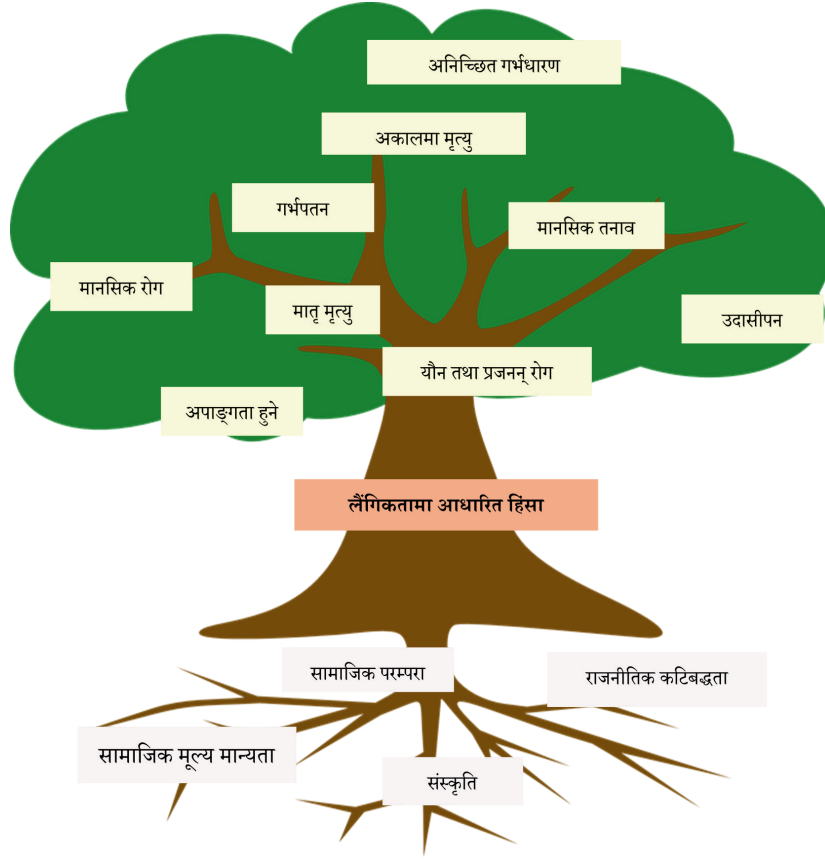 अनिच्छित गर्भधारण
अकालमा मृत्यु
गर्भपतन
मानसिक तनाव
मानसिक रोग
मातृ मृत्यु
उदासीपन
यौन तथा प्रजनन् रोग
अपाङ्गता हुने
लैंगिकतामा आधारित हिंसा
सामाजिक परम्परा
राजनीतिक कटिबद्धता
सामाजिक मूल्य मान्यता
संस्कृति